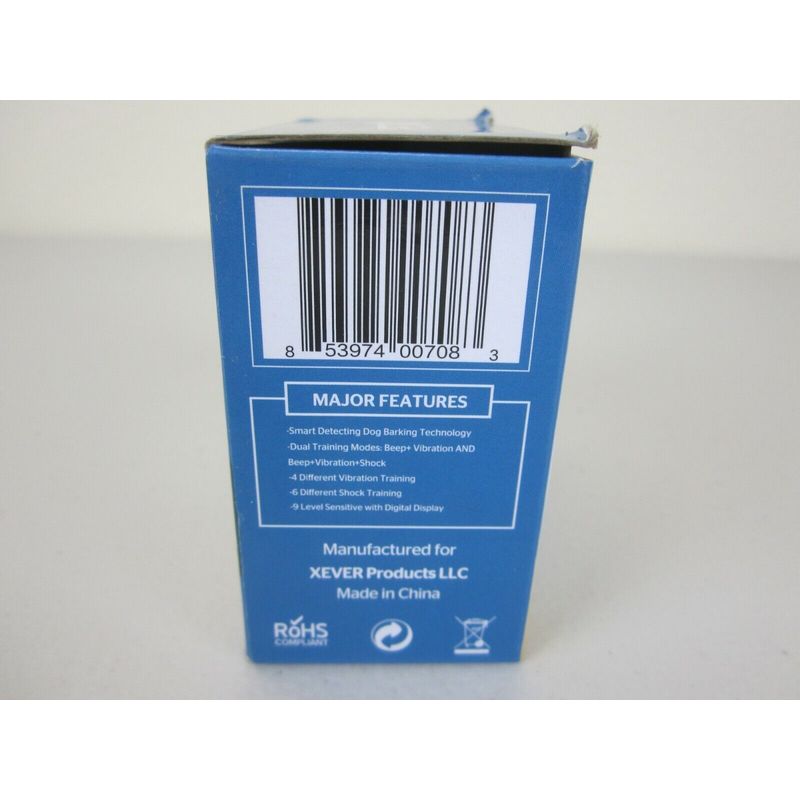 8 53974 00708 3
MAJOR FEATURES
·Smart Detecting Dog Barking Technology
·Dual Training Modes: Beep+ Vibration AND
Beep+Vibration+Shock
·4 Different Vibration Training
·6 Different Shock Training
·9 Level Sensitive with Digital Display
Manufactured for
XEVER Products LLC
Made in China
RoHS
COMPLIANT